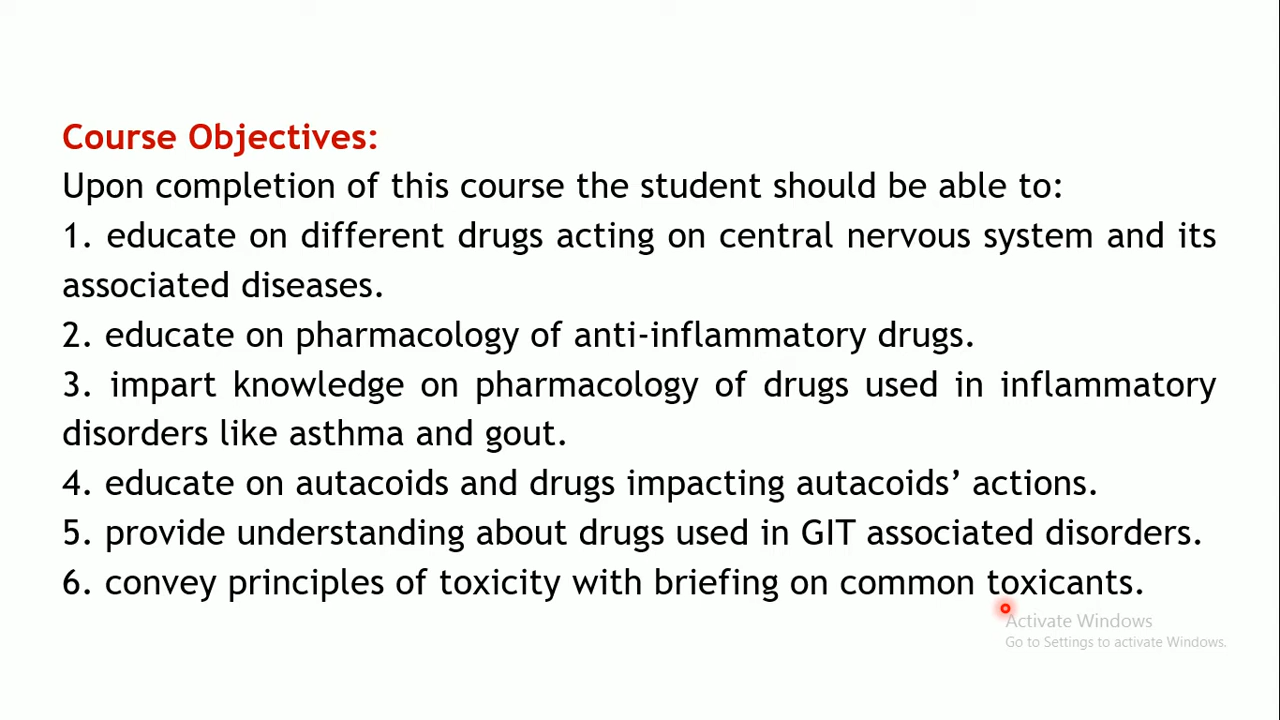 Course Objectives:
Upon completion of this course the student should be able to:
1. educate on different drugs acting on central nervous system and its
associated diseases.
2. educate on pharmacology of anti-inflammatory drugs.
3. impart knowledge on pharmacology of drugs used in inflammatory
disorders like asthma and gout.
4. educate on autacoids and drugs impacting autacoids’ actions.
5. provide understanding about drugs used in GIT associated disorders.
6. convey principles of toxicity with briefing on common toxicants.
Activate Windows
Go to Settings to activate Windows.